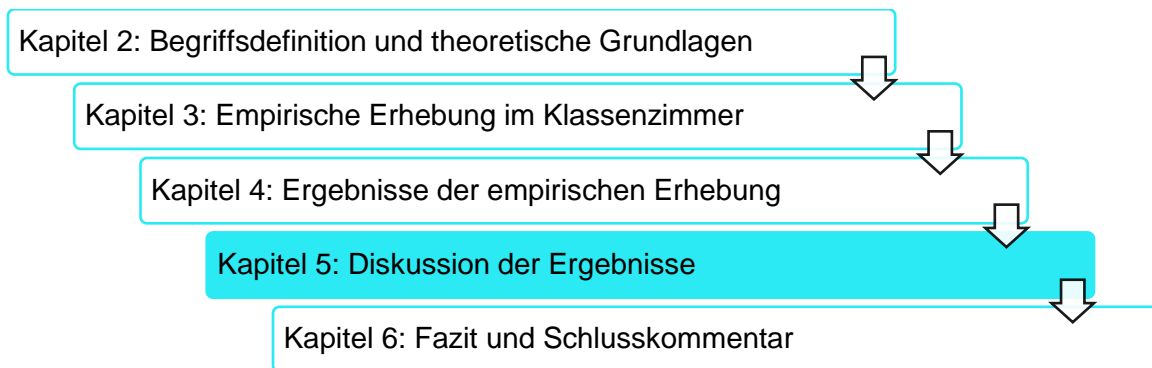 Kapitel 2: Begriffsdefinition und theoretische Grundlagen
Kapitel 3: Empirische Erhebung im Klassenzimmer
Kapitel 4: Ergebnisse der empirischen Erhebung
Kapitel 5: Diskussion der Ergebnisse
Kapitel 6: Fazit und Schlusskommentar